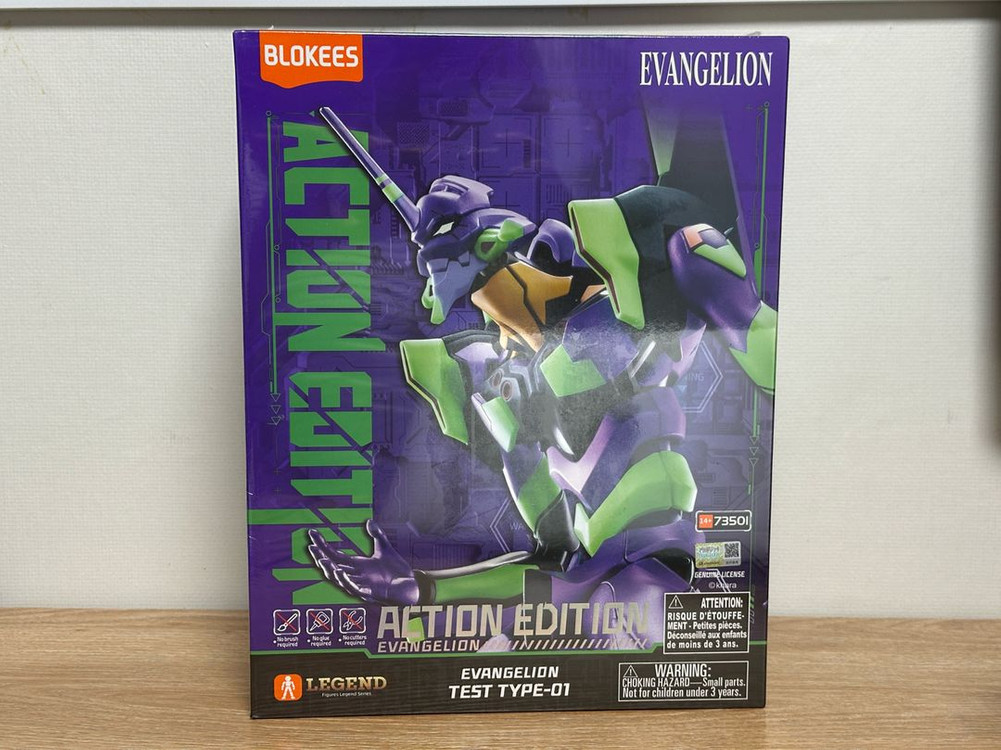 BLOKEES
EVANGELION
ACTION EDITION
14+ 73501
GENUINE LICENSE
©khara
ATTENTION:
RISQUE D'ÉTOUFFE-
MENT - Petites pièces.
Déconseillé aux enfants
de moins de 3 ans.
• No brush required
• No glue required
• No cutters required
ACTION EDITION
EVANGELION
LEGEND
Figures Legend Series
EVANGELION
TEST TYPE-01
WARNING:
CHOKING HAZARD—Small parts.
Not for children under 3 years.